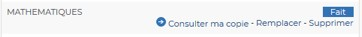 MATHEMATIQUES Fait
Consulter ma copie - Remplacer - Supprimer